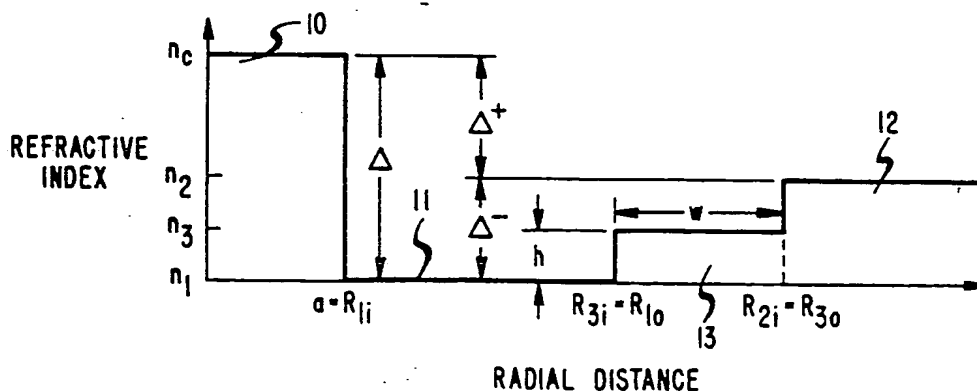 10
n_c
Δ
Δ⁺
12
REFRACTIVE
INDEX
n_2
11
Δ⁻
w
n_3
h
n_1
a=R_1i
R_3i=R_1o
R_2i=R_3o
13
RADIAL DISTANCE